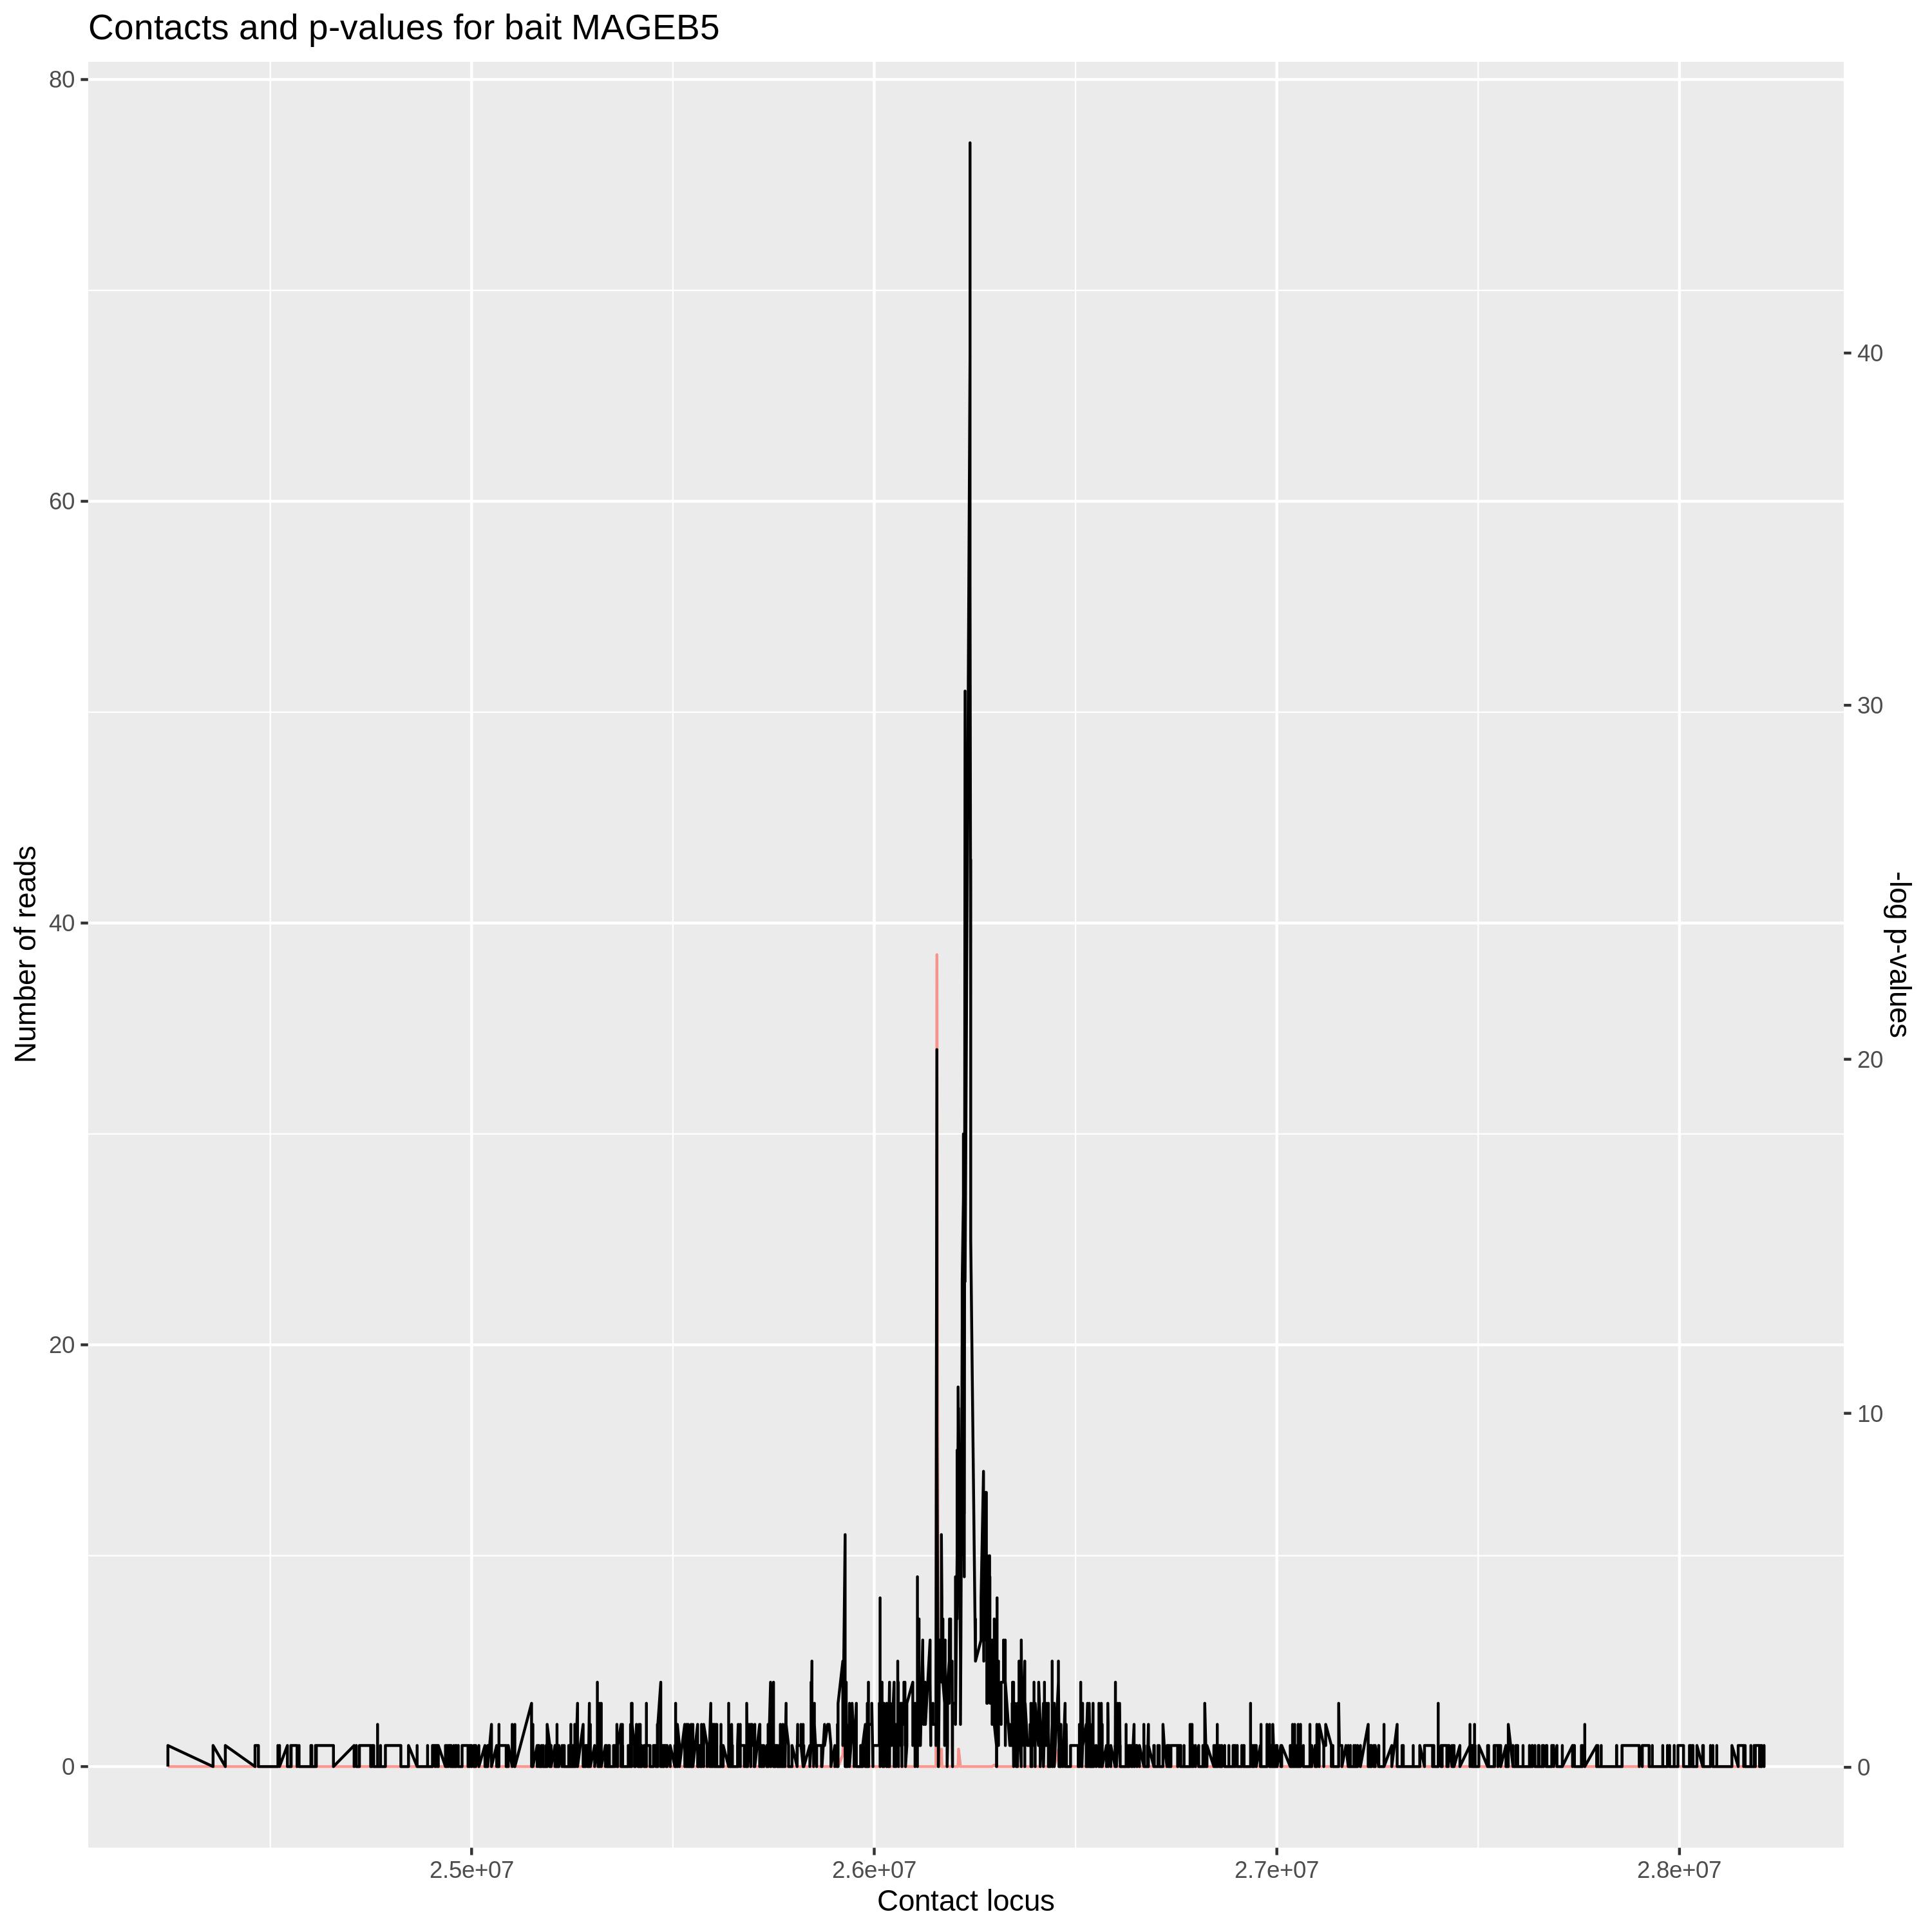 Contacts and p-values for bait MAGEB5
80
60
40
20
0
Number of reads
40
30
20
10
0
-log p-values
2.5e+07
2.6e+07
2.7e+07
2.8e+07
Contact locus